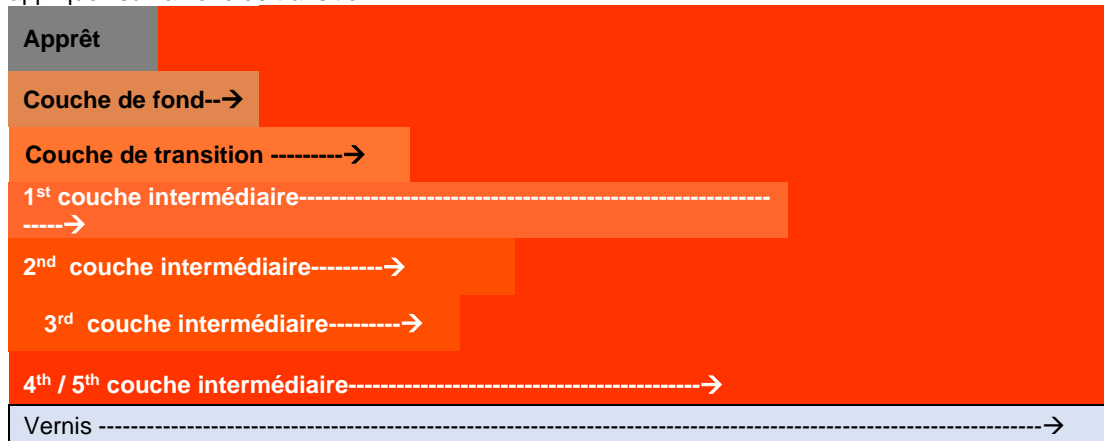 Apprêt
Couche de fond--→
Couche de transition ---------→
1st couche intermédiaire-----------------------------------------------------------
-----→
2nd couche intermédiaire---------→
3rd couche intermédiaire---------→
4th / 5th couche intermédiaire--------------------------------------------→
Vernis ----------------------------------------------------------------------------------------------------------------------→